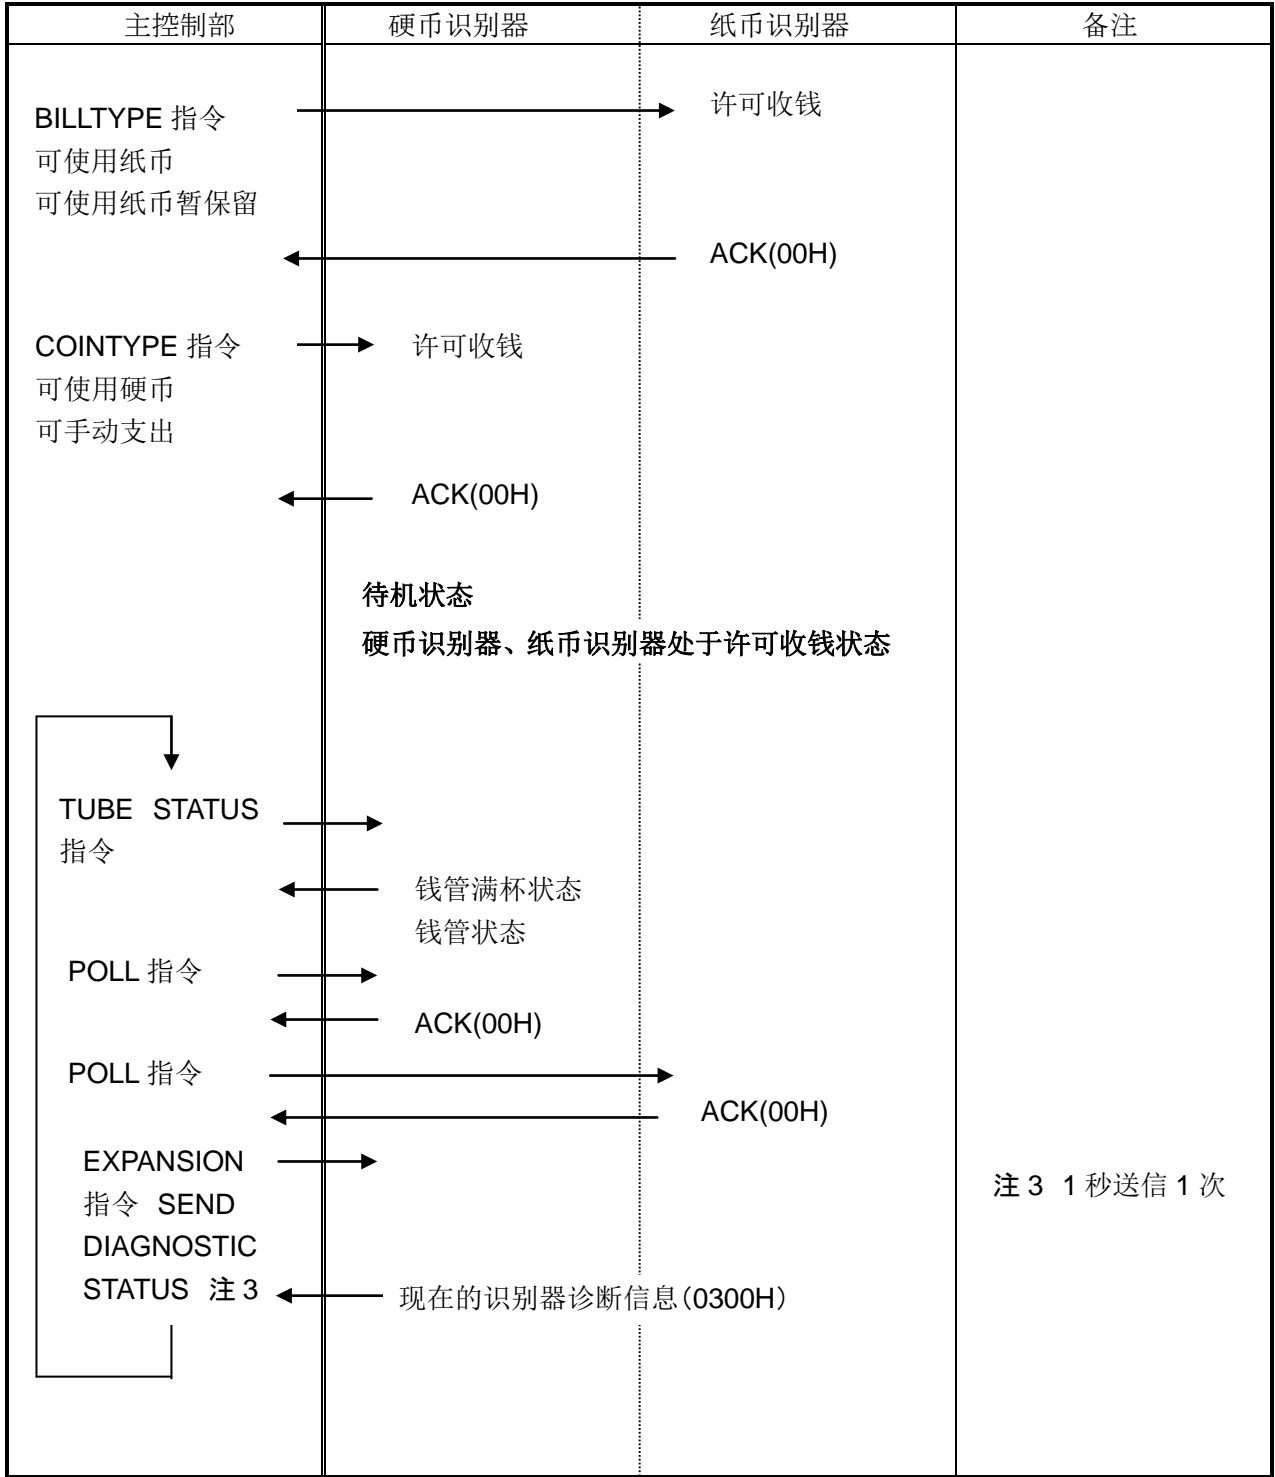 主控制部 硬币识别器 纸币识别器 备注
BILLTYPE 指令 许可收钱
可使用纸币
可使用纸币暂保留
ACK(00H)
COINTYPE 指令 许可收钱
可使用硬币
可手动支出
ACK(00H)
待机状态
硬币识别器、纸币识别器处于许可收钱状态
TUBE STATUS
指令
钱管满杯状态
钱管状态
POLL 指令
ACK(00H)
POLL 指令
ACK(00H)
EXPANSION
指令 SEND
DIAGNOSTIC
STATUS 注 3
现在的识别器诊断信息(0300H)
注 3 1 秒送信 1 次